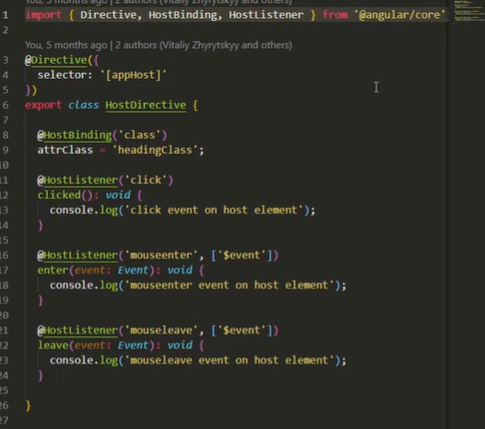 You, 5 months ago | 2 authors (Vitaliy Zhyrytskyy and others)
1 import { Directive, HostBinding, HostListener } from '@angular/core'
2
You, 5 months ago | 2 authors (Vitaliy Zhyrytskyy and others)
3 @Directive({
4 selector: '[appHost]'
5 })
6 export class HostDirective {
7
8 @HostBinding('class')
9 attrClass = 'headingClass';
10
11 @HostListener('click')
12 clicked(): void {
13 console.log('click event on host element');
14 }
15
16 @HostListener('mouseenter', ['$event'])
17 enter(event: Event): void {
18 console.log('mouseenter event on host element');
19 }
20
21 @HostListener('mouseleave', ['$event'])
22 leave(event: Event): void {
23 console.log('mouseleave event on host element');
24 }
25
26 }
27